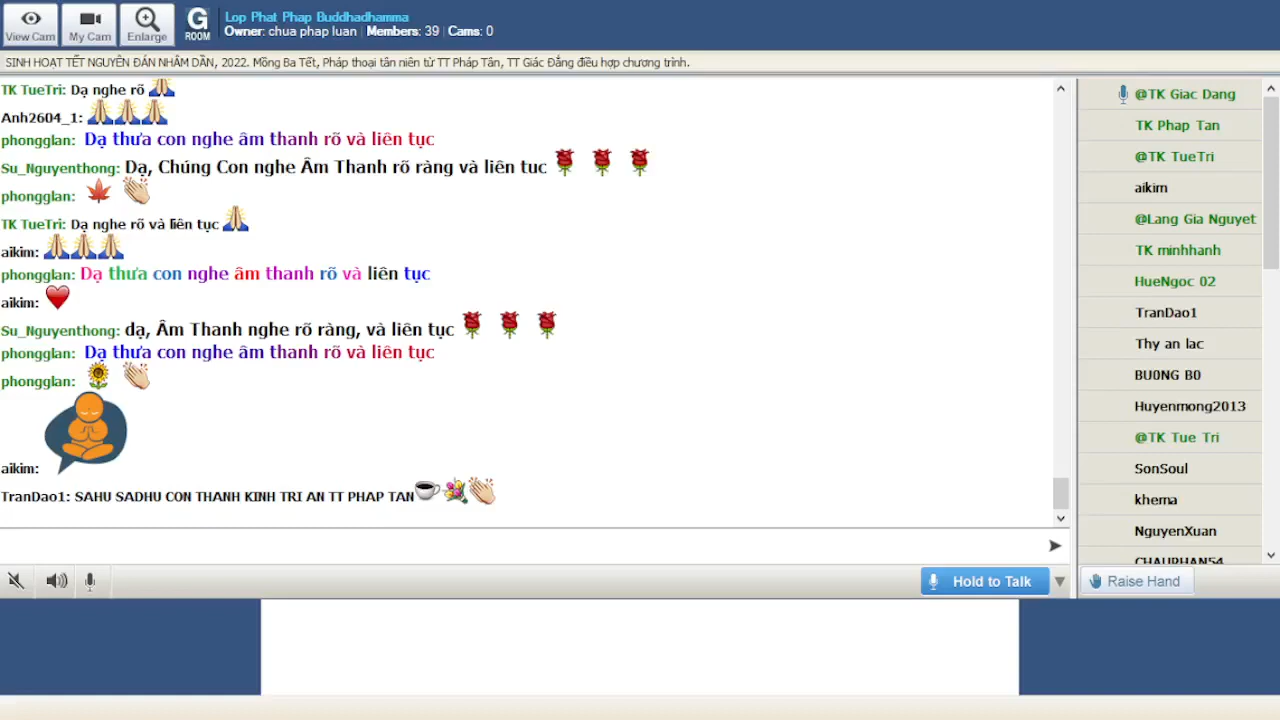 View Cam
My Cam
Enlarge
G
ROOM
Lop Phat Phap Buddhadhamma
Owner: chua phap luan | Members: 39 | Cams: 0
SINH HOẠT TẾT NGUYÊN ĐÁN NHÂM DẦN, 2022. Mồng Ba Tết, Pháp thoại tân niên từ TT Pháp Tân, TT Giác Đẳng điều hợp chương trình.
TK TueTri: Dạ nghe rõ
Anh2604_1:
phongglan: Dạ thưa con nghe âm thanh rõ và liên tục
Su_Nguyenthong: Dạ, Chúng Con nghe Âm Thanh rõ ràng và liên tuc
phongglan:
TK TueTri: Dạ nghe rõ và liên tục
aikim:
phongglan: Dạ thưa con nghe âm thanh rõ và liên tục
aikim:
Su_Nguyenthong: dạ, Âm Thanh nghe rõ ràng, và liên tục
phongglan: Dạ thưa con nghe âm thanh rõ và liên tục
phongglan:
aikim:
TranDao1: SAHU SADHU CON THANH KINH TRI AN TT PHAP TAN
Hold to Talk
@TK Giac Dang
TK Phap Tan
@TK TueTri
aikim
@Lang Gia Nguyet
TK minhhanh
HueNgoc 02
TranDao1
Thy an lac
BU0NG B0
Huyenmong2013
@TK Tue Tri
SonSoul
khema
NguyenXuan
CHAUPHAN54
Raise Hand